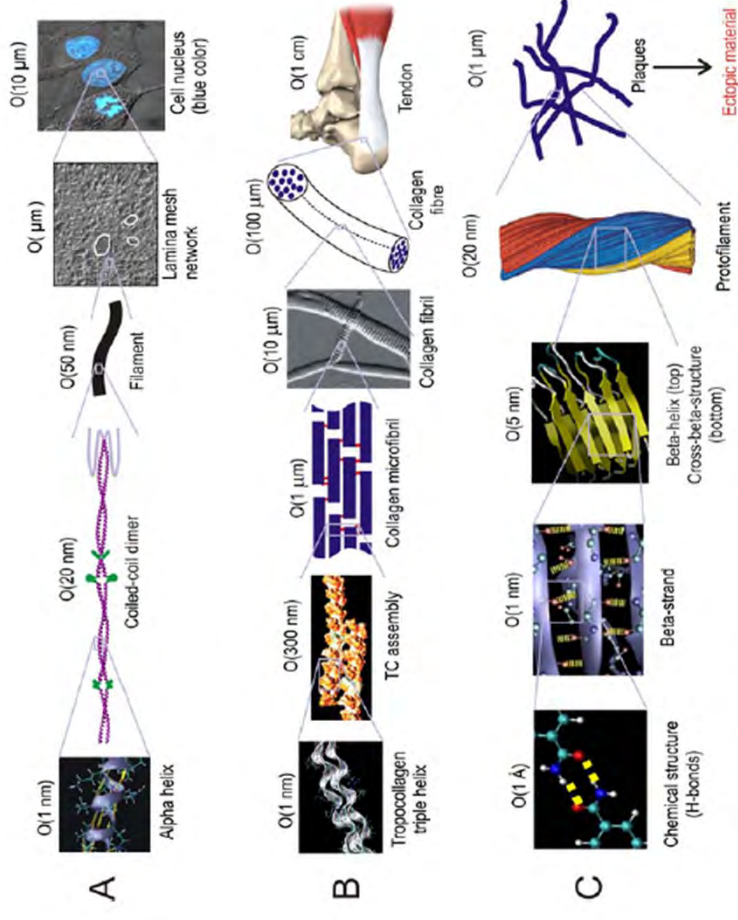 A
O(1 nm)
Alpha helix
O(20 nm)
Coiled-coil dimer
O(50 nm)
Filament
O( μm)
Lamina mesh
network
O(10 μm)
Cell nucleus
(blue color)
B
O(1 nm)
Tropocollagen
triple helix
O(300 nm)
TC assembly
O(1 μm)
Collagen microfibril
O(10 μm)
Collagen fibril
O(100 μm)
Collagen
fibre
O(1 cm)
Tendon
C
O(1 Å)
Chemical structure
(H-bonds)
O(1 nm)
Beta-strand
O(5 nm)
Beta-helix (top)
Cross-beta-structure
(bottom)
O(20 nm)
Protofilament
O(1 μm)
Plaques
Ectopic material